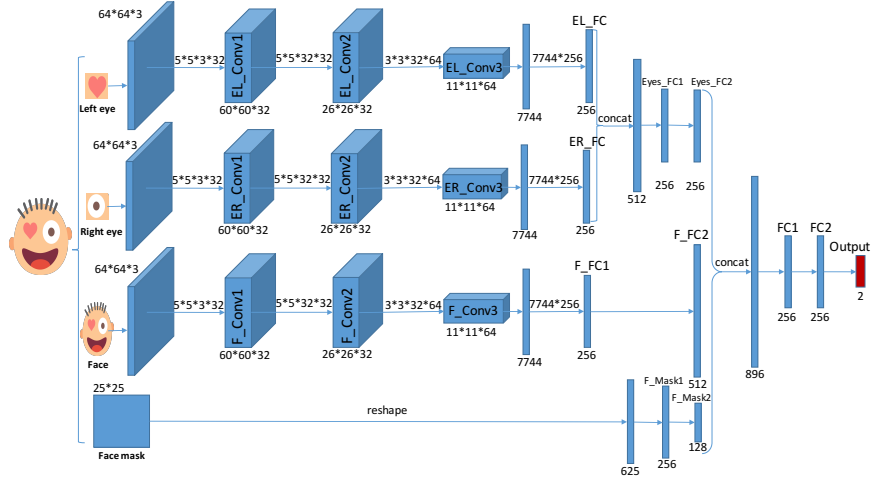 64*64*3
5*5*3*32
EL_Conv1
60*60*32
5*5*32*32
EL_Conv2
26*26*32
3*3*32*64
EL_Conv3
11*11*64
7744
7744*256
EL_FC
256
Left eye
64*64*3
5*5*3*32
ER_Conv1
60*60*32
5*5*32*32
ER_Conv2
26*26*32
3*3*32*64
ER_Conv3
11*11*64
7744
7744*256
ER_FC
256
Right eye
concat
512
Eyes_FC1
256
Eyes_FC2
256
64*64*3
5*5*3*32
F_Conv1
60*60*32
5*5*32*32
F_Conv2
26*26*32
3*3*32*64
F_Conv3
11*11*64
7744
7744*256
F_FC1
256
F_FC2
512
Face
25*25
Face mask
reshape
625
F_Mask1
256
F_Mask2
128
concat
896
FC1
256
FC2
256
Output
2